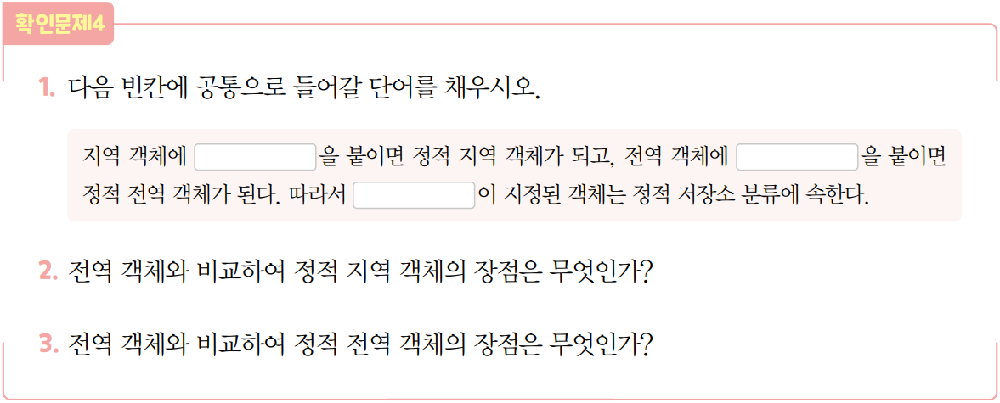 확인문제4
1. 다음 빈칸에 공통으로 들어갈 단어를 채우시오.
지역 객체에 을 붙이면 정적 지역 객체가 되고, 전역 객체에 을 붙이면
정적 전역 객체가 된다. 따라서 이 지정된 객체는 정적 저장소 분류에 속한다.
2. 전역 객체와 비교하여 정적 지역 객체의 장점은 무엇인가?
3. 전역 객체와 비교하여 정적 전역 객체의 장점은 무엇인가?